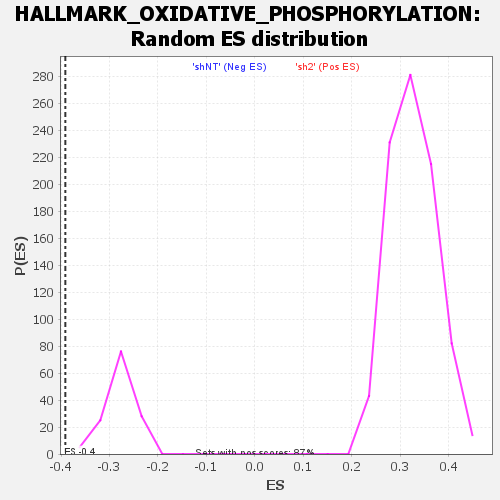 HALLMARK_OXIDATIVE_PHOSPHORYLATION:
Random ES distribution
'shNT' (Neg ES) 'sh2' (Pos ES)
280
260
240
220
200
180
160
140
120
100
80
60
40
20
0
P(ES)
ES -0.4
Sets with pos scores: 87%
-0.4 -0.3 -0.2 -0.1 0.0 0.1 0.2 0.3 0.4
ES